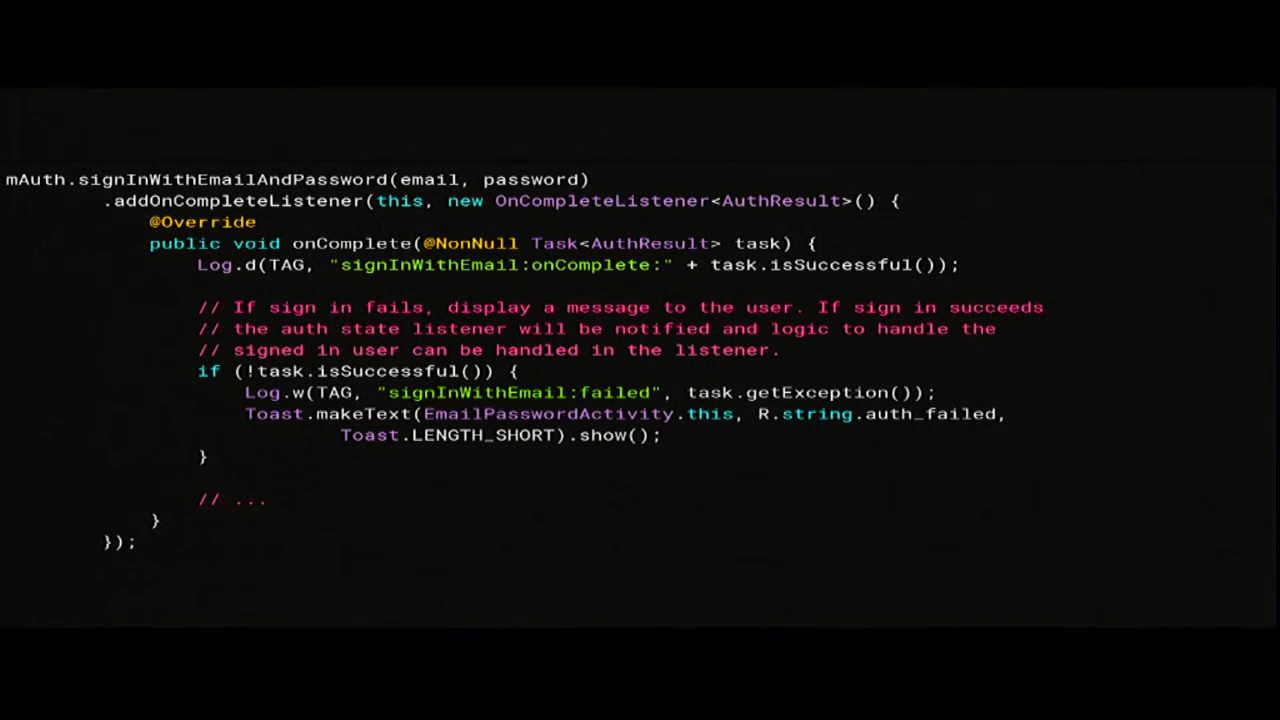 mAuth.signInWithEmailAndPassword(email, password)
.addOnCompleteListener(this, new OnCompleteListener<AuthResult>() {
@Override
public void onComplete(@NonNull Task<AuthResult> task) {
Log.d(TAG, "signInWithEmail:onComplete:" + task.isSuccessful());
// If sign in fails, display a message to the user. If sign in succeeds
// the auth state listener will be notified and logic to handle the
// signed in user can be handled in the listener.
if (!task.isSuccessful()) {
Log.w(TAG, "signInWithEmail:failed", task.getException());
Toast.makeText(EmailPasswordActivity.this, R.string.auth_failed,
Toast.LENGTH_SHORT).show();
}
// ...
}
});